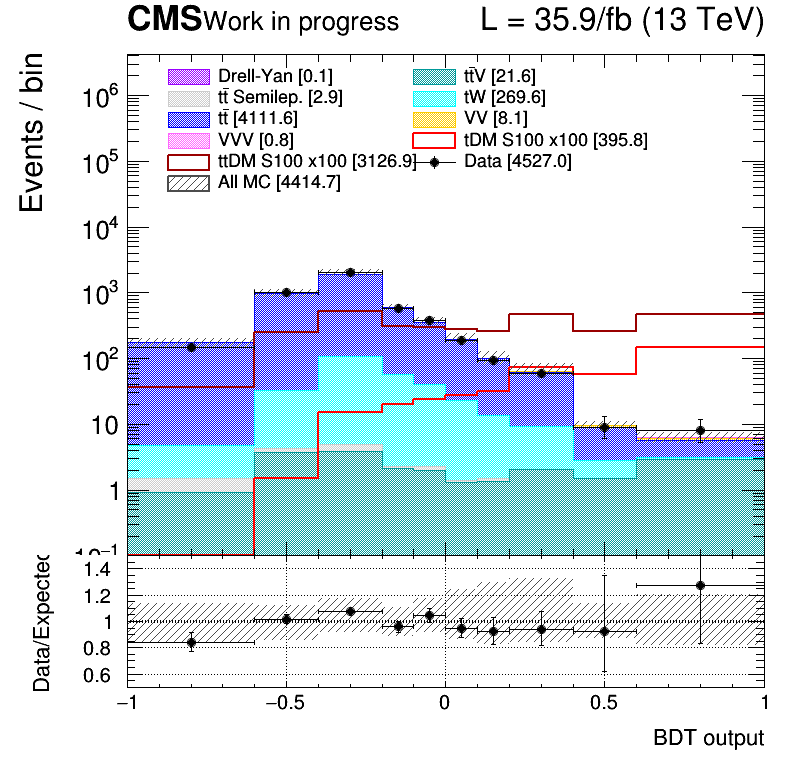 CMS Work in progress L = 35.9/fb (13 TeV)
Events / bin
Drell-Yan [0.1] tt̄V [21.6]
tt̄ Semilep. [2.9] tW [269.6]
tt̄ [4111.6] VV [8.1]
VVV [0.8] tDM S100 x100 [395.8]
ttDM S100 x100 [3126.9] Data [4527.0]
All MC [4414.7]
10⁶
10⁵
10⁴
10³
10²
10
1
10⁻¹
Data/Expected
1.4
1.2
1
0.8
0.6
−1 −0.5 0 0.5 1
BDT output